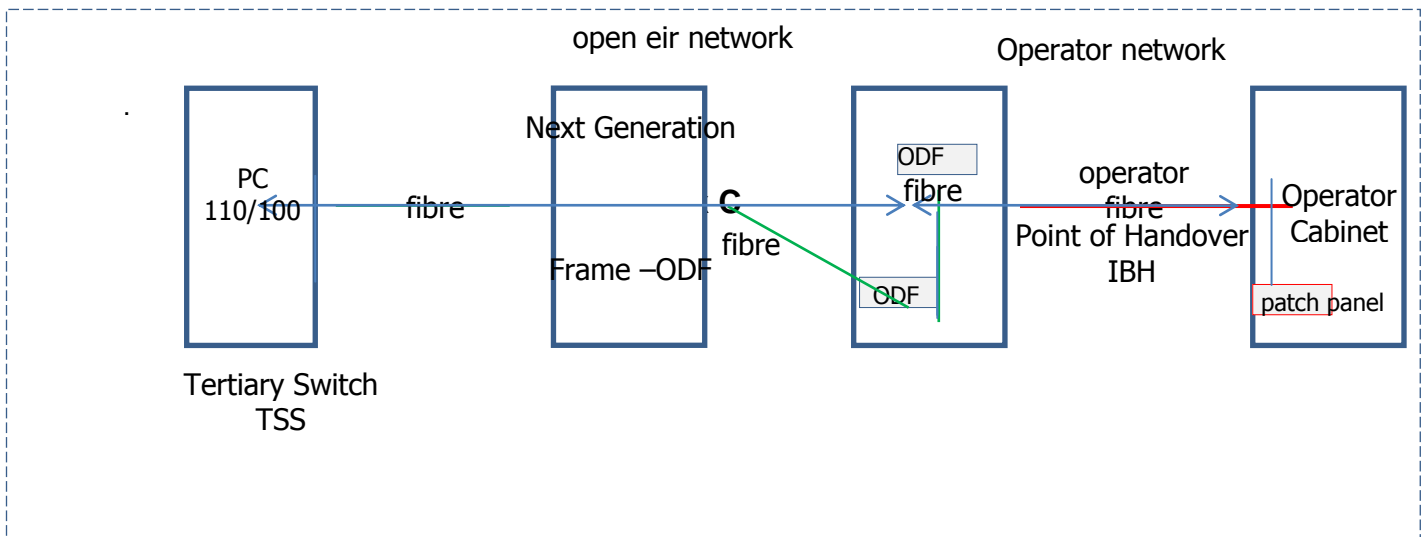 open eir network
Operator network
Next Generation
PC
110/100
fibre
C
fibre
Frame –ODF
ODF
fibre
ODF
operator
fibre
Point of Handover
IBH
Operator
Cabinet
patch panel
Tertiary Switch
TSS